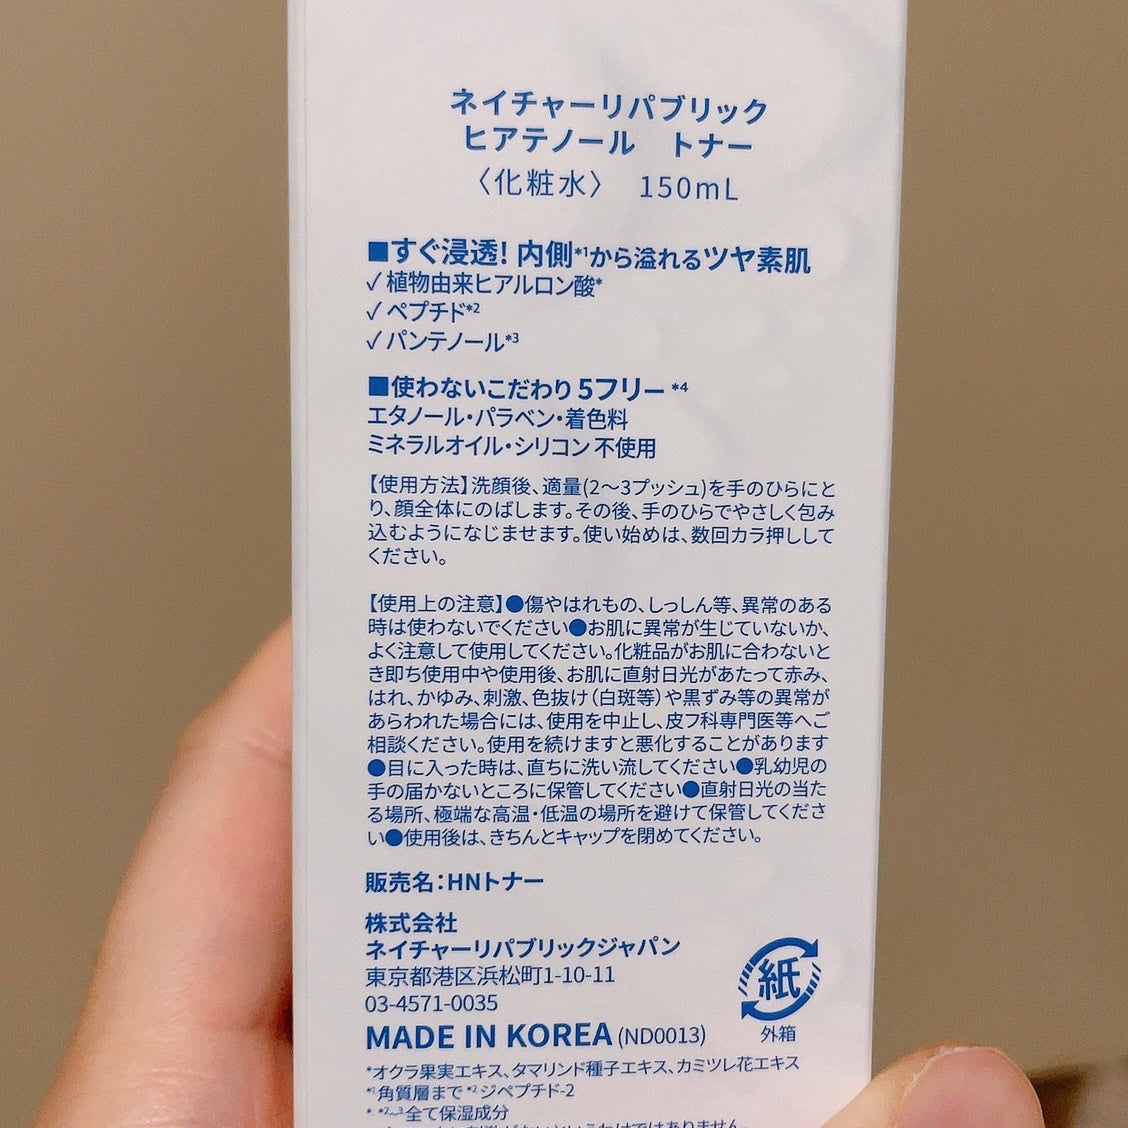 ネイチャーリパブリック
ヒアテノール　トナー
〈化粧水〉　150mL
■すぐ浸透! 内側*1から溢れるツヤ素肌
✓植物由来ヒアルロン酸*
✓ペプチド*2
✓パンテノール*3
■使わないこだわり 5フリー *4
エタノール・パラベン・着色料
ミネラルオイル・シリコン 不使用
【使用方法】洗顔後、適量(2〜3プッシュ)を手のひらにと
り、顔全体にのばします。その後、手のひらでやさしく包み
込むようになじませます。使い始めは、数回カラ押しして
ください。
【使用上の注意】●傷やはれもの、しっしん等、異常のある
時は使わないでください●お肌に異常が生じていないか、
よく注意して使用してください。化粧品がお肌に合わないと
き即ち使用中や使用後、お肌に直射日光があたって赤み、
はれ、かゆみ、刺激、色抜け(白斑等)や黒ずみ等の異常が
あらわれた場合には、使用を中止し、皮フ科専門医等へご
相談ください。使用を続けますと悪化することがあります
●目に入った時は、直ちに洗い流してください●乳幼児の
手の届かないところに保管してください●直射日光の当た
る場所、極端な高温・低温の場所を避けて保管してくださ
い●使用後は、きちんとキャップを閉めてください。
販売名：HNトナー
株式会社
ネイチャーリパブリックジャパン
東京都港区浜松町1-10-11
03-4571-0035
MADE IN KOREA (ND0013)
紙
外箱
*オクラ果実エキス、タマリンド種子エキス、カミツレ花エキス
*1角質層まで *2ジペプチド-2
*,*2~3全て保湿成分